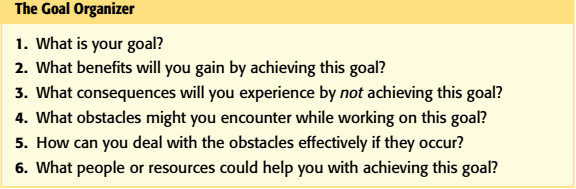 The Goal Organizer
1. What is your goal?
2. What benefits will you gain by achieving this goal?
3. What consequences will you experience by not achieving this goal?
4. What obstacles might you encounter while working on this goal?
5. How can you deal with the obstacles effectively if they occur?
6. What people or resources could help you with achieving this goal?